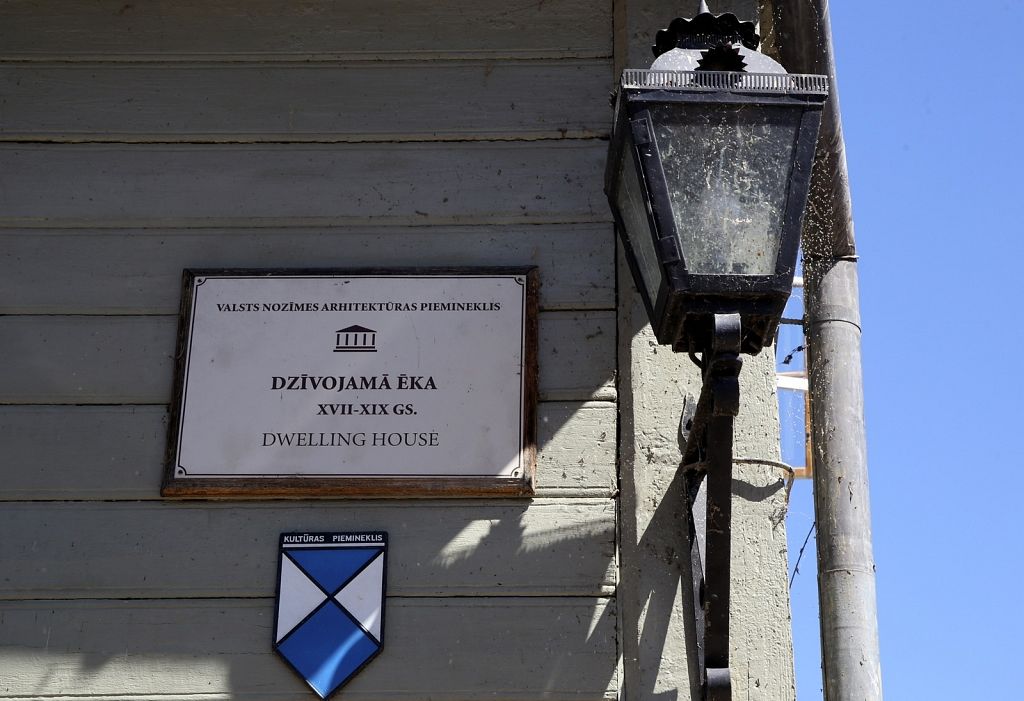 VALSTS NOZĪMES ARHITEKTŪRAS PIEMINEKLIS
DZĪVOJAMĀ ĒKA
XVII-XIX GS.
DWELLING HOUSE
KULTŪRAS PIEMINEKLIS